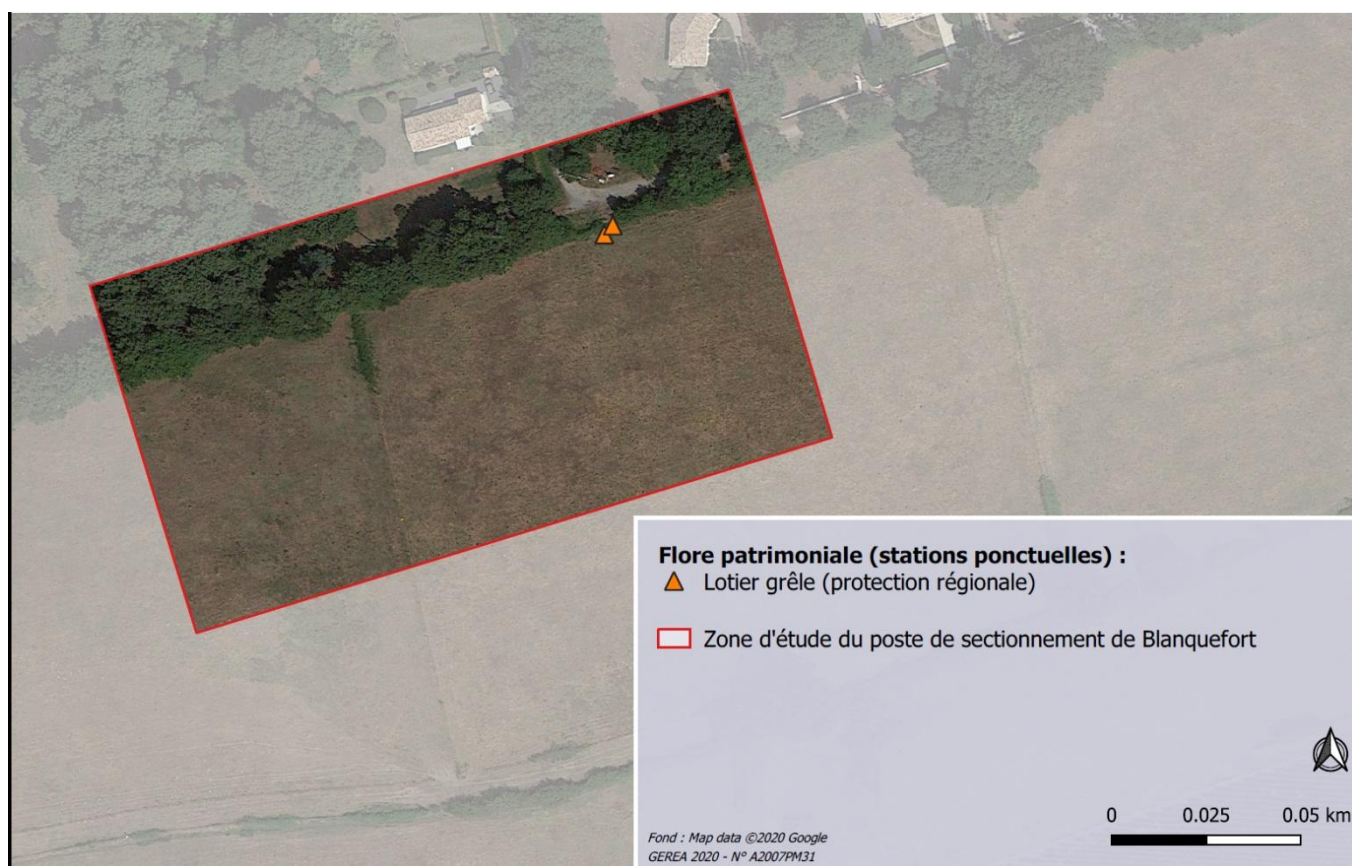 Flore patrimoniale (stations ponctuelles) :
Lotier grêle (protection régionale)
Zone d'étude du poste de sectionnement de Blanquefort
0 0.025 0.05 km
Fond : Map data ©2020 Google
GEREA 2020 - N° A2007PM31